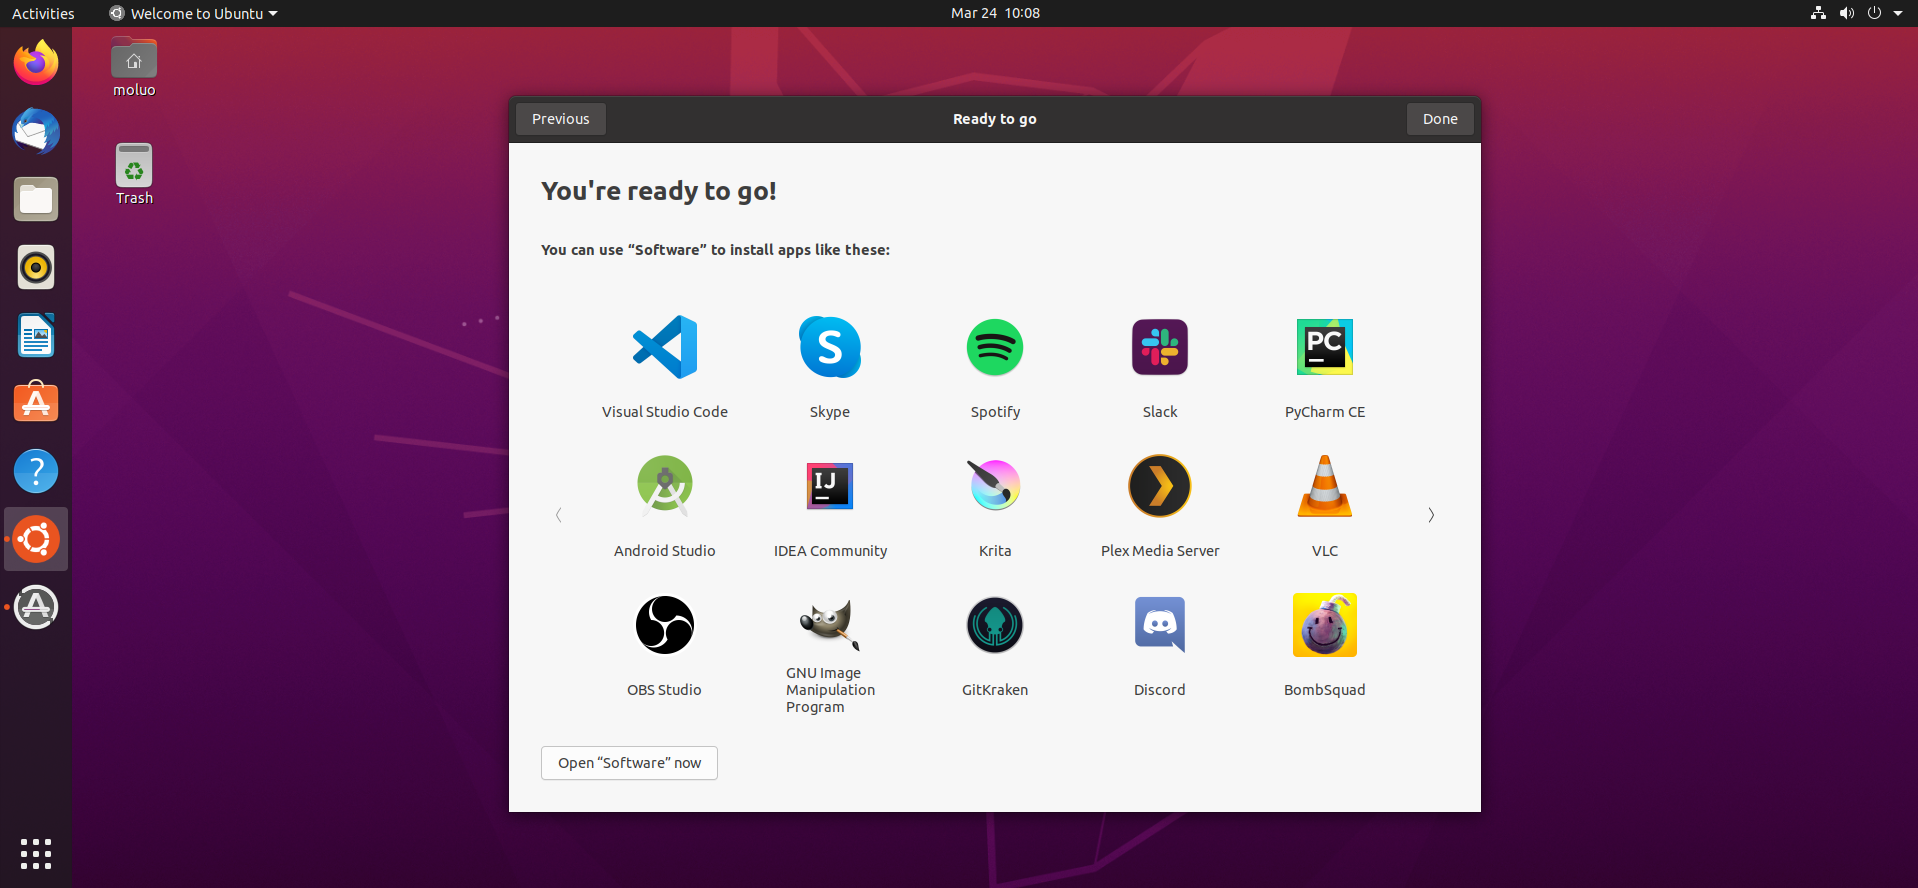 Activities
Welcome to Ubuntu
Mar 24 10:08
moluo
Trash
Previous
Ready to go
Done
You're ready to go!
You can use “Software” to install apps like these:
S
PC
Visual Studio Code
Skype
Spotify
Slack
PyCharm CE
IJ
Android Studio
IDEA Community
Krita
Plex Media Server
VLC
OBS Studio
GNU Image
Manipulation
Program
GitKraken
Discord
BombSquad
Open “Software” now